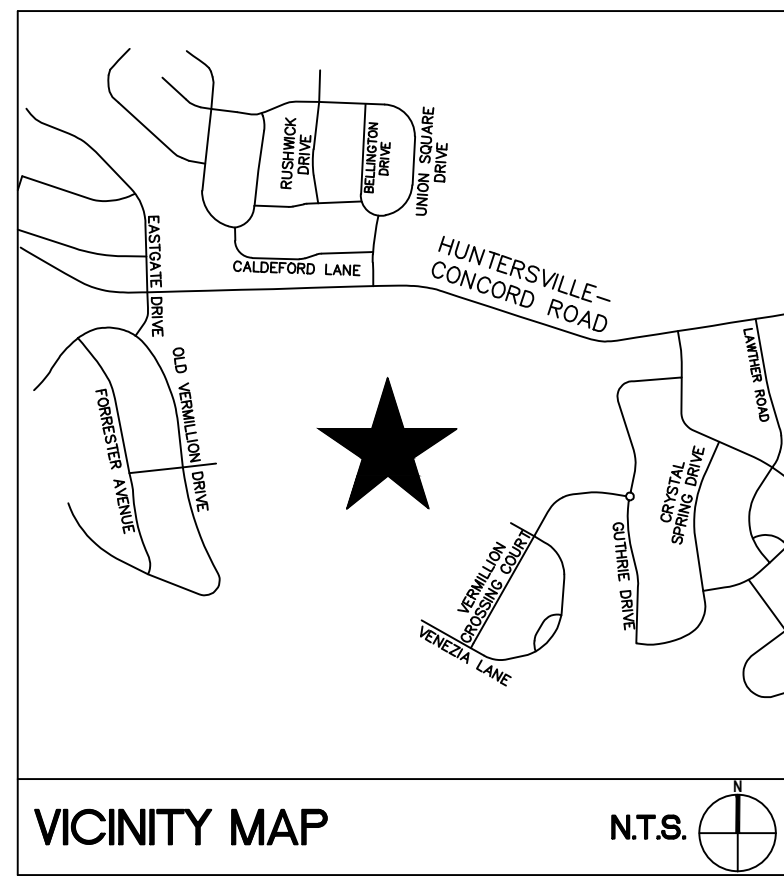 RUSHWICK
DRIVE
BELLINGTON
DRIVE
UNION SQUARE
DRIVE
EASTGATE DRIVE
CALDEFORD LANE
HUNTERSVILLE-
CONCORD ROAD
LAWTHER ROAD
OLD VERMILLION DRIVE
FORRESTER AVENUE
CRYSTAL
SPRING DRIVE
GUTHRIE DRIVE
VERMILLION
CROSSING COURT
VENEZIA LANE
VICINITY MAP
N.T.S.
N